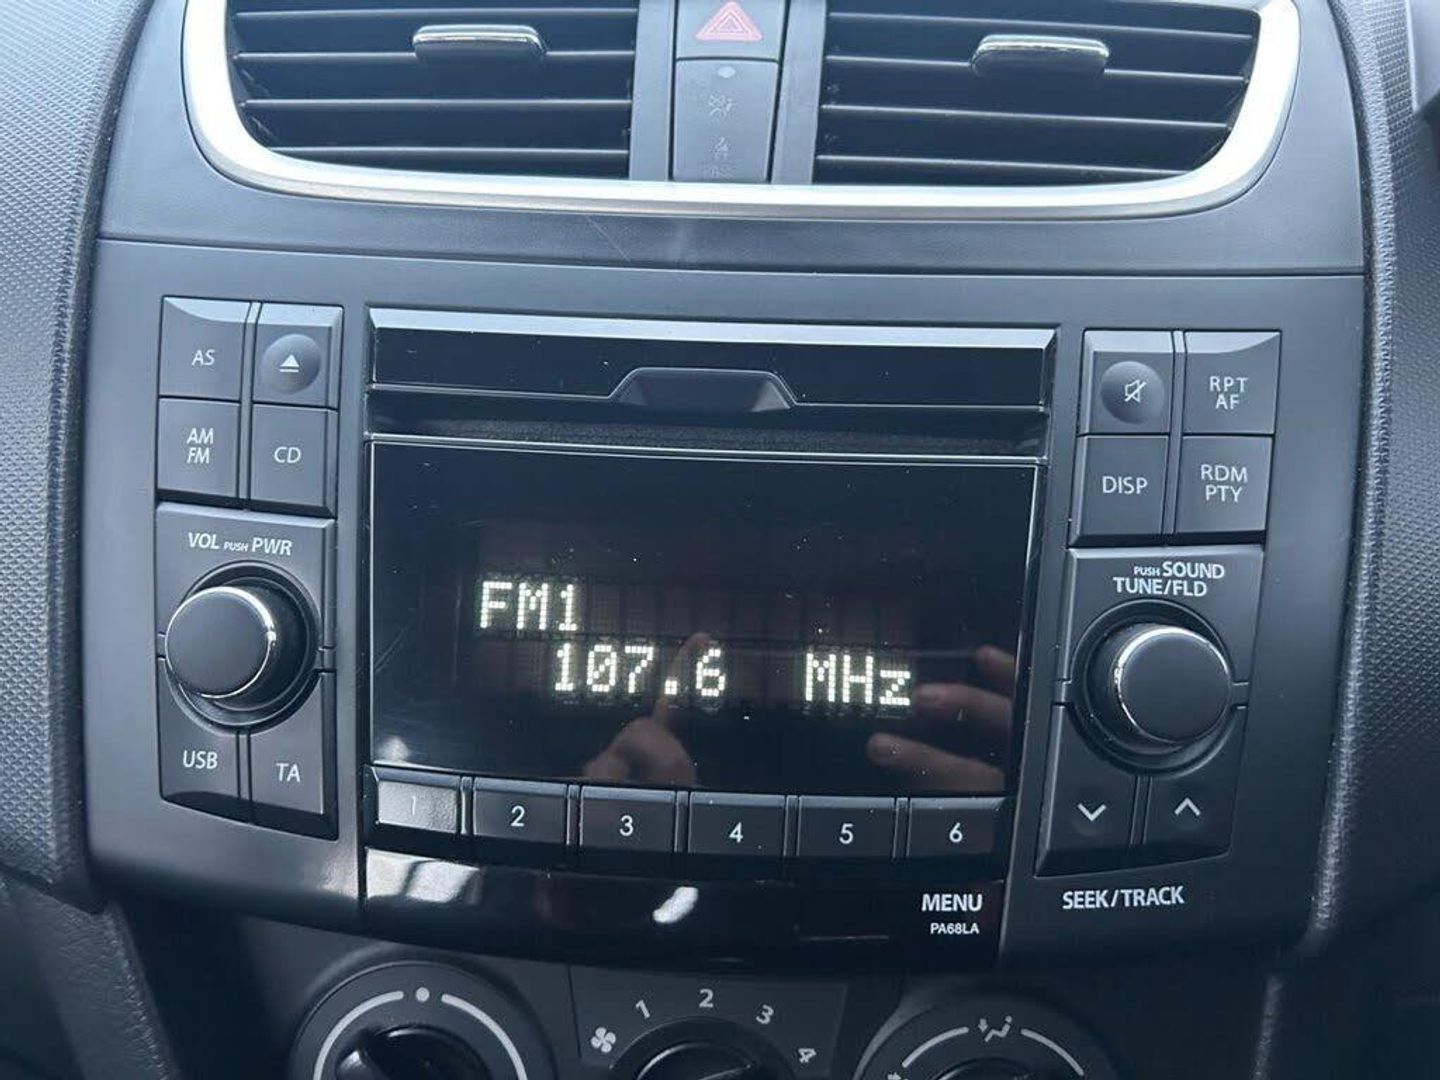 AS
AM
FM
CD
VOL PUSH PWR
USB
TA
FM1
107.6 MHz
1 2 3 4 5 6
MENU
PA68LA
RPT
AF
DISP
RDM
PTY
PUSH SOUND
TUNE/FLD
SEEK/TRACK
1 2 3 4